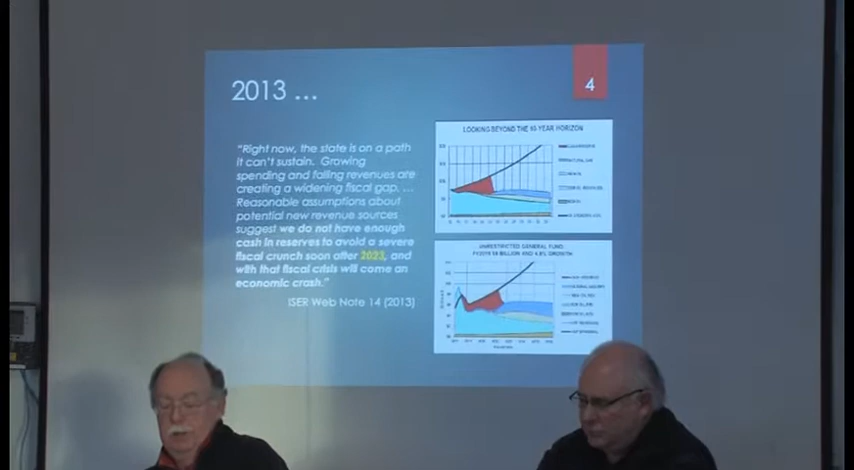 4
2013 ...
"Right now, the state is on a path
it can't sustain. Growing
spending and falling revenues are
creating a widening fiscal gap. ...
Reasonable assumptions about
potential new revenue sources
suggest we do not have enough
cash in reserves to avoid a severe
fiscal crunch soon after 2023, and
with that fiscal crisis will come an
economic crash."
ISER Web Note 14 (2013)
LOOKING BEYOND THE 10-YEAR HORIZON
UNRESTRICTED GENERAL FUND